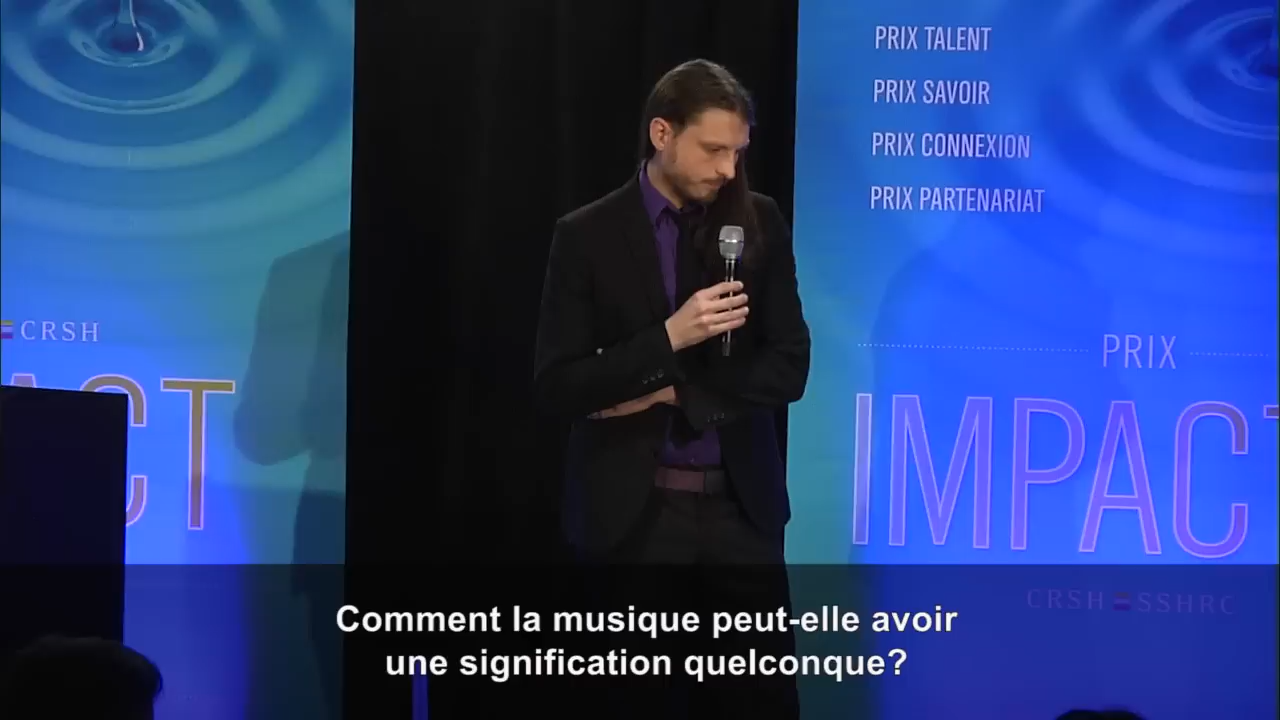 CRSH
ACT
PRIX TALENT
PRIX SAVOIR
PRIX CONNEXION
PRIX PARTENARIAT
PRIX
IMPACT
CRSH SSHRC
Comment la musique peut-elle avoir
une signification quelconque?